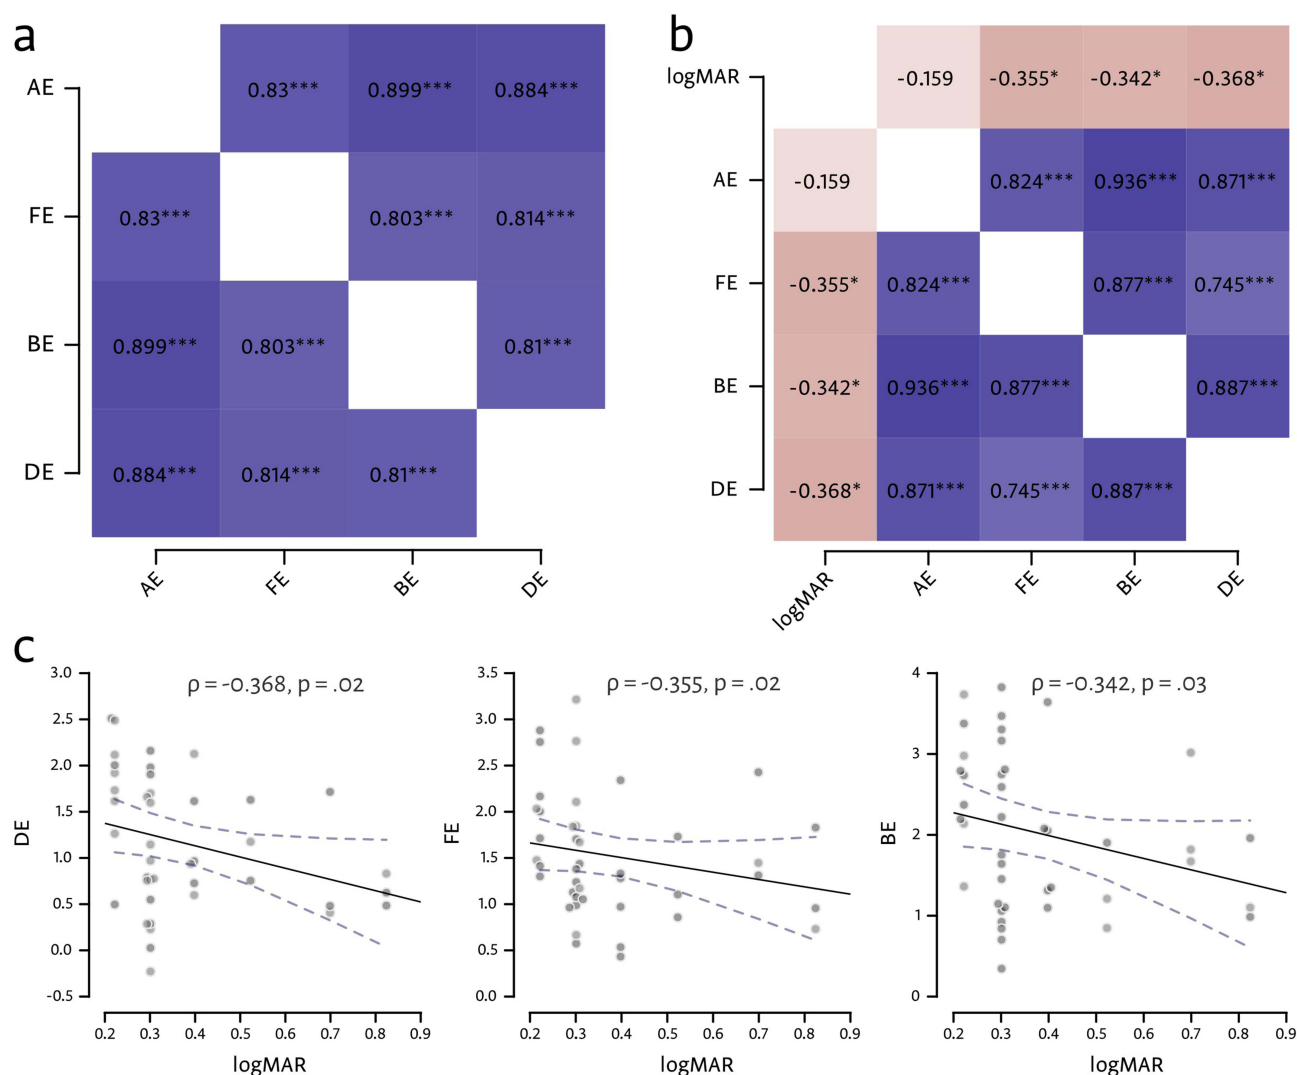 a
AE 0.83*** 0.899*** 0.884***
FE 0.83*** 0.803*** 0.814***
BE 0.899*** 0.803*** 0.81***
DE 0.884*** 0.814*** 0.81***
AE FE BE DE
b
logMAR -0.159 -0.355* -0.342* -0.368*
AE -0.159 0.824*** 0.936*** 0.871***
FE -0.355* 0.824*** 0.877*** 0.745***
BE -0.342* 0.936*** 0.877*** 0.887***
DE -0.368* 0.871*** 0.745*** 0.887***
logMAR AE FE BE DE
c
ρ = -0.368, p = .02
DE
3.0
2.5
2.0
1.5
1.0
0.5
0.0
-0.5
0.2 0.3 0.4 0.5 0.6 0.7 0.8 0.9
logMAR
ρ = -0.355, p = .02
FE
3.5
3.0
2.5
2.0
1.5
1.0
0.5
0.0
0.2 0.3 0.4 0.5 0.6 0.7 0.8 0.9
logMAR
ρ = -0.342, p = .03
BE
4
3
2
1
0
0.2 0.3 0.4 0.5 0.6 0.7 0.8 0.9
logMAR